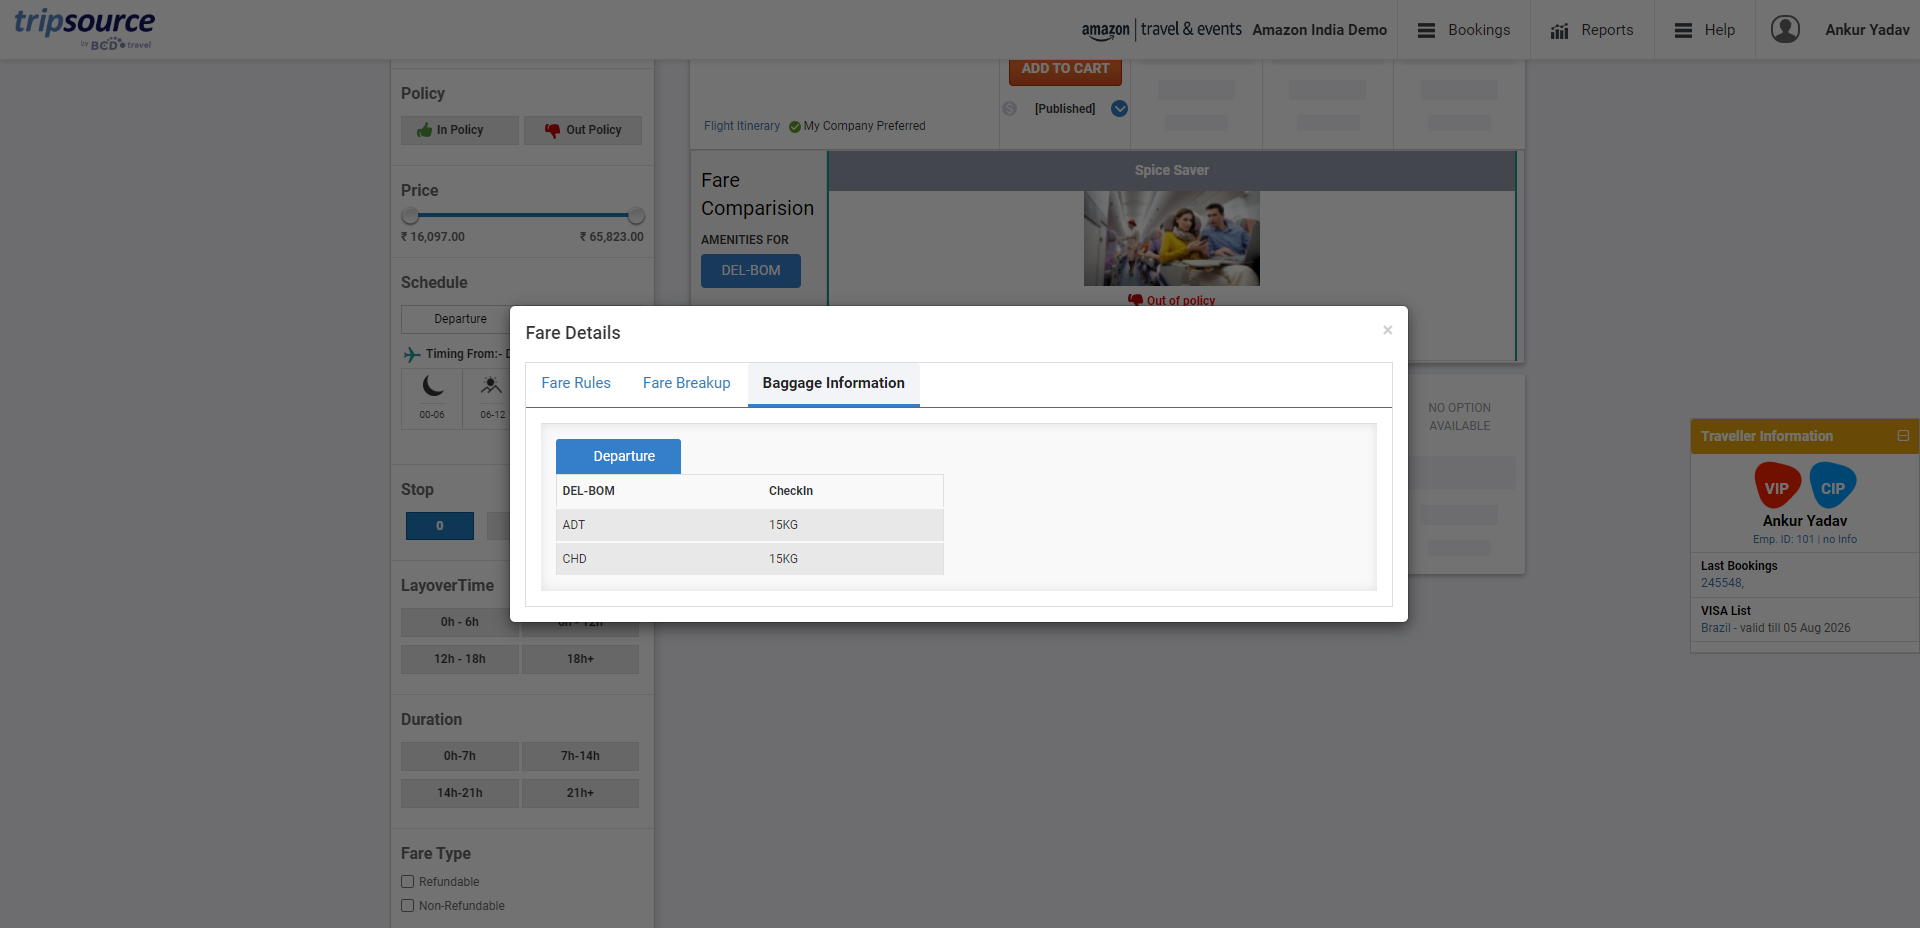 tripsource
by BCD travel
amazon travel & events Amazon India Demo
Bookings
Reports
Help
Ankur Yadav
Policy
In Policy
Out Policy
Price
₹ 16,097.00
₹ 65,823.00
Schedule
Departure
Timing From:- D
00-06
06-12
Stop
0
LayoverTime
0h - 6h
6h - 12h
12h - 18h
18h+
Duration
0h-7h
7h-14h
14h-21h
21h+
Fare Type
Refundable
Non-Refundable
ADD TO CART
[Published]
Flight Itinerary
My Company Preferred
Fare
Comparision
AMENITIES FOR
DEL-BOM
Spice Saver
Out of policy
NO OPTION
AVAILABLE
Fare Details
×
Fare Rules
Fare Breakup
Baggage Information
Departure
DEL-BOM CheckIn
ADT 15KG
CHD 15KG
Traveller Information
VIP
CIP
Ankur Yadav
Emp. ID: 101 | no Info
Last Bookings
245548,
VISA List
Brazil - valid till 05 Aug 2026